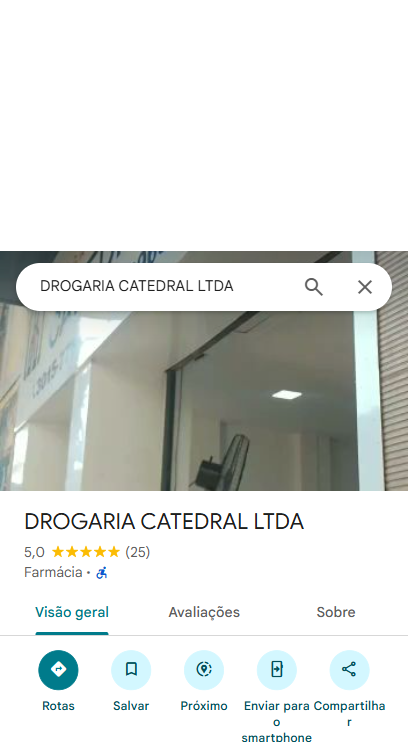 DROGARIA CATEDRAL LTDA
DROGARIA CATEDRAL LTDA
5,0 (25)
Farmácia ·
Visão geral Avaliações Sobre
Rotas Salvar Próximo Enviar para o smartphone Compartilhar